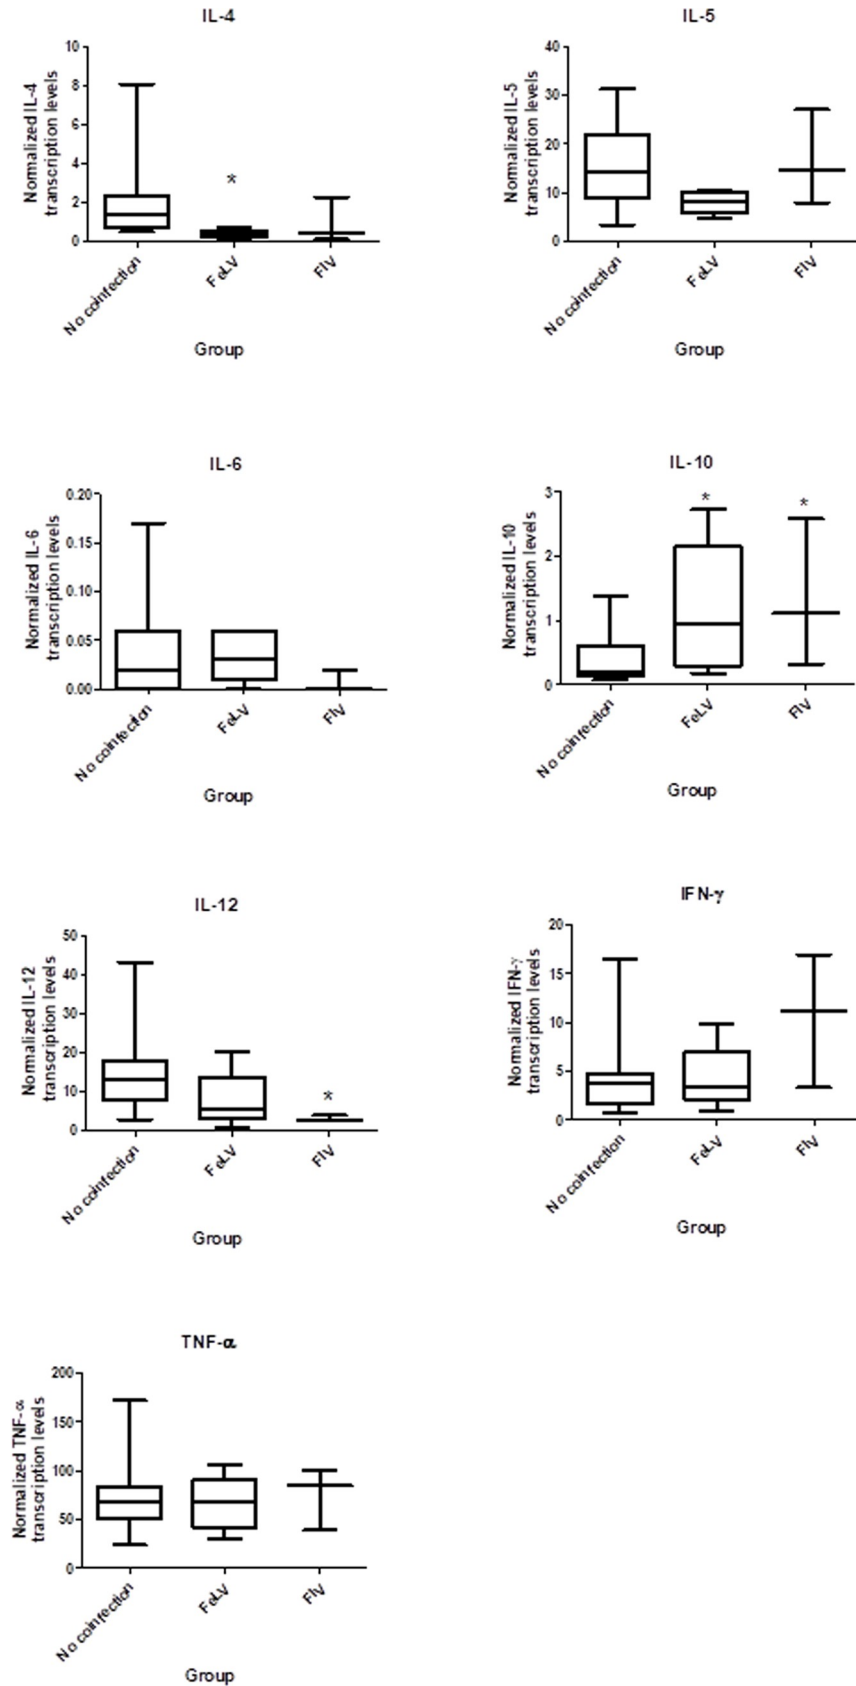 IL-4
Normalized IL-4
transcription levels
10
8
6
4
2
0
*
No coinfection
FeLV
FIV
Group
IL-5
Normalized IL-5
transcription levels
40
30
20
10
0
No coinfection
FeLV
FIV
Group
IL-6
Normalized IL-6
transcription levels
0.20
0.15
0.10
0.05
0.00
No coinfection
FeLV
FIV
Group
IL-10
Normalized IL-10
transcription levels
3
2
1
0
*
*
No coinfection
FeLV
FIV
Group
IL-12
Normalized IL-12
transcription levels
50
40
30
20
10
0
*
No coinfection
FeLV
FIV
Group
IFN-γ
Normalized IFN-γ
transcription levels
20
15
10
5
0
No coinfection
FeLV
FIV
Group
TNF-α
Normalized TNF-α
transcription levels
200
150
100
50
0
No coinfection
FeLV
FIV
Group